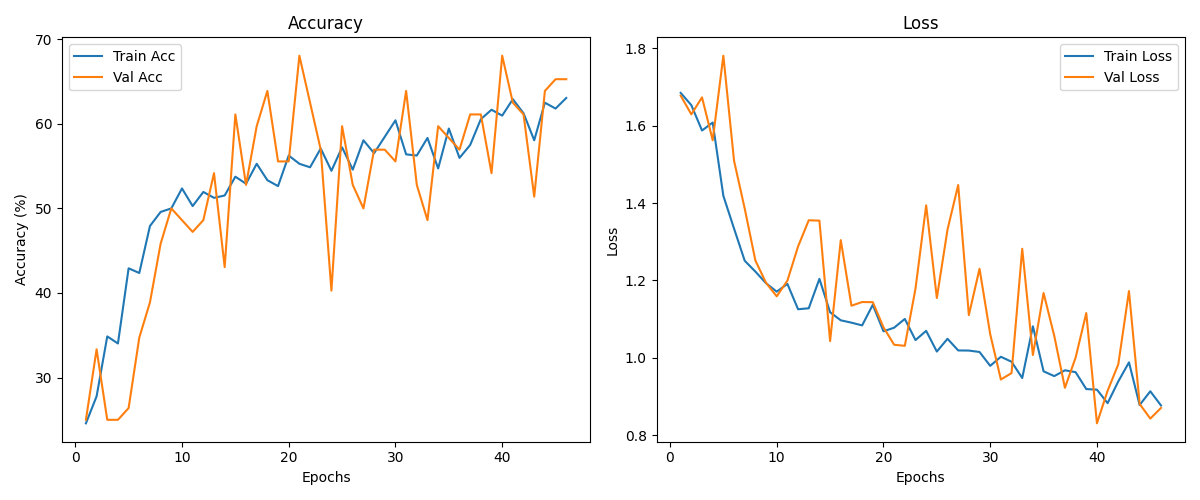 Accuracy
Train Acc
Val Acc
Accuracy (%)
70
60
50
40
30
0
10
20
30
40
Epochs
Loss
Train Loss
Val Loss
Loss
1.8
1.6
1.4
1.2
1.0
0.8
0
10
20
30
40
Epochs